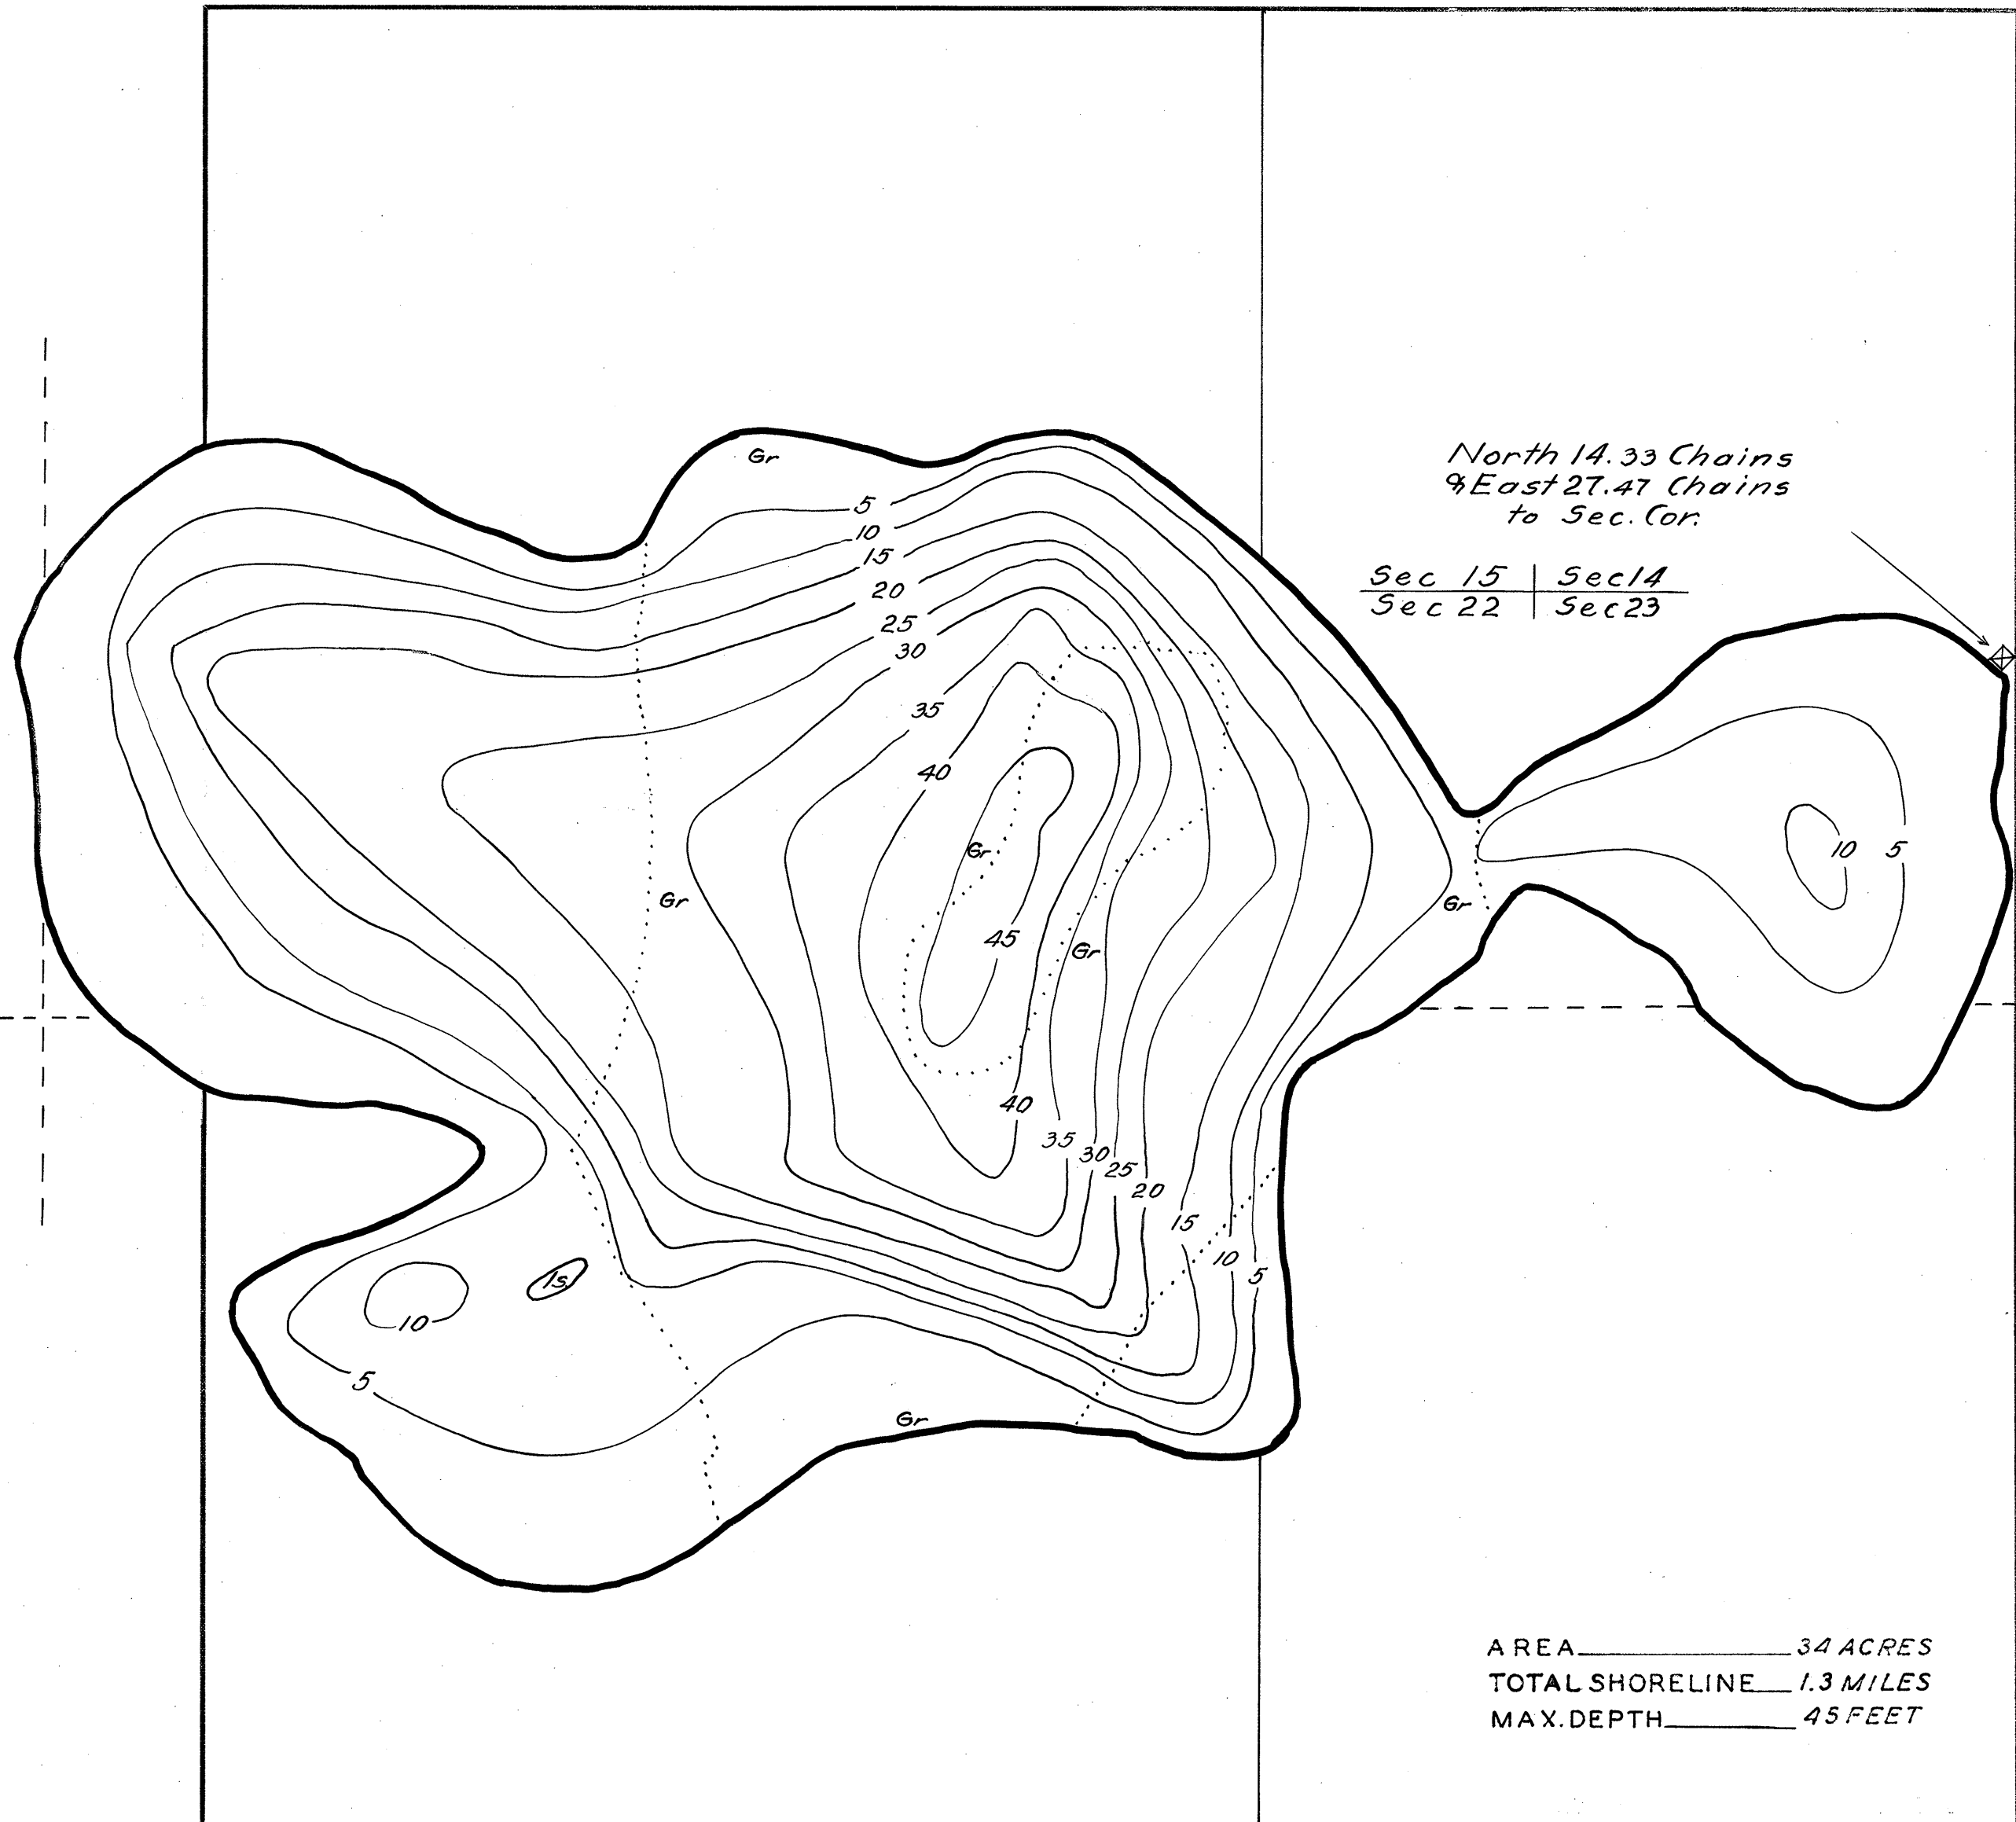 North 14.33 Chains
& East 27.47 Chains
to Sec. Cor.
Sec 15 | Sec 14
Sec 22 | Sec 23
Gr
5
10
15
20
25
30
35
40
Gr
45
Gr
Gr
Gr
10 5
40
35
30
25
20
15
10
5
Is.
10
5
Gr
AREA 34 ACRES
TOTAL SHORELINE 1.3 MILES
MAX. DEPTH 45 FEET